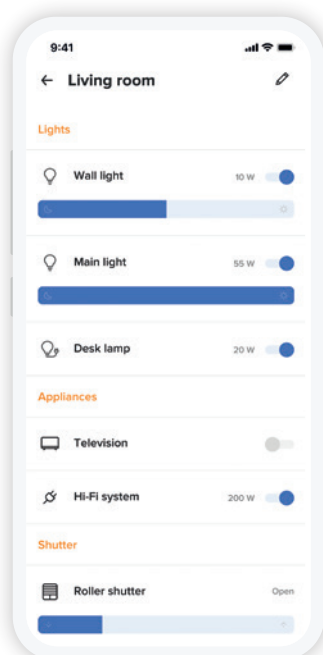 9:41
Living room
Lights
Wall light 10 W
Main light 55 W
Desk lamp 20 W
Appliances
Television
Hi-Fi system 200 W
Shutter
Roller shutter Open